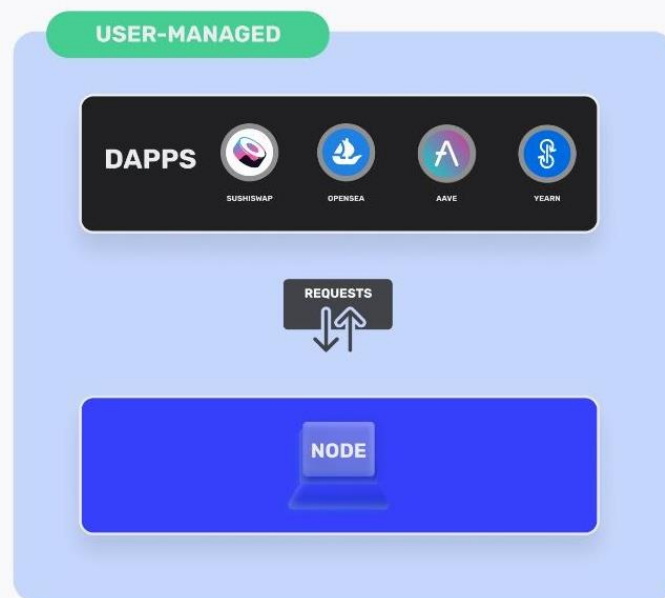 USER-MANAGED
DAPPS
SUSHISWAP OPENSEA AAVE YEARN
REQUESTS
NODE